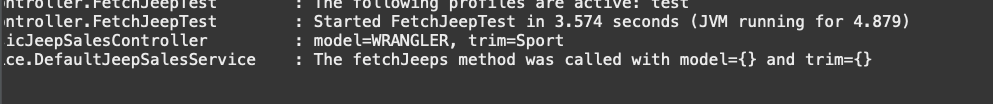 ntroller.FetchJeepTest : The following profiles are active: test
ntroller.FetchJeepTest : Started FetchJeepTest in 3.574 seconds (JVM running for 4.879)
icJeepSalesController : model=WRANGLER, trim=Sport
ce.DefaultJeepSalesService : The fetchJeeps method was called with model={} and trim={}